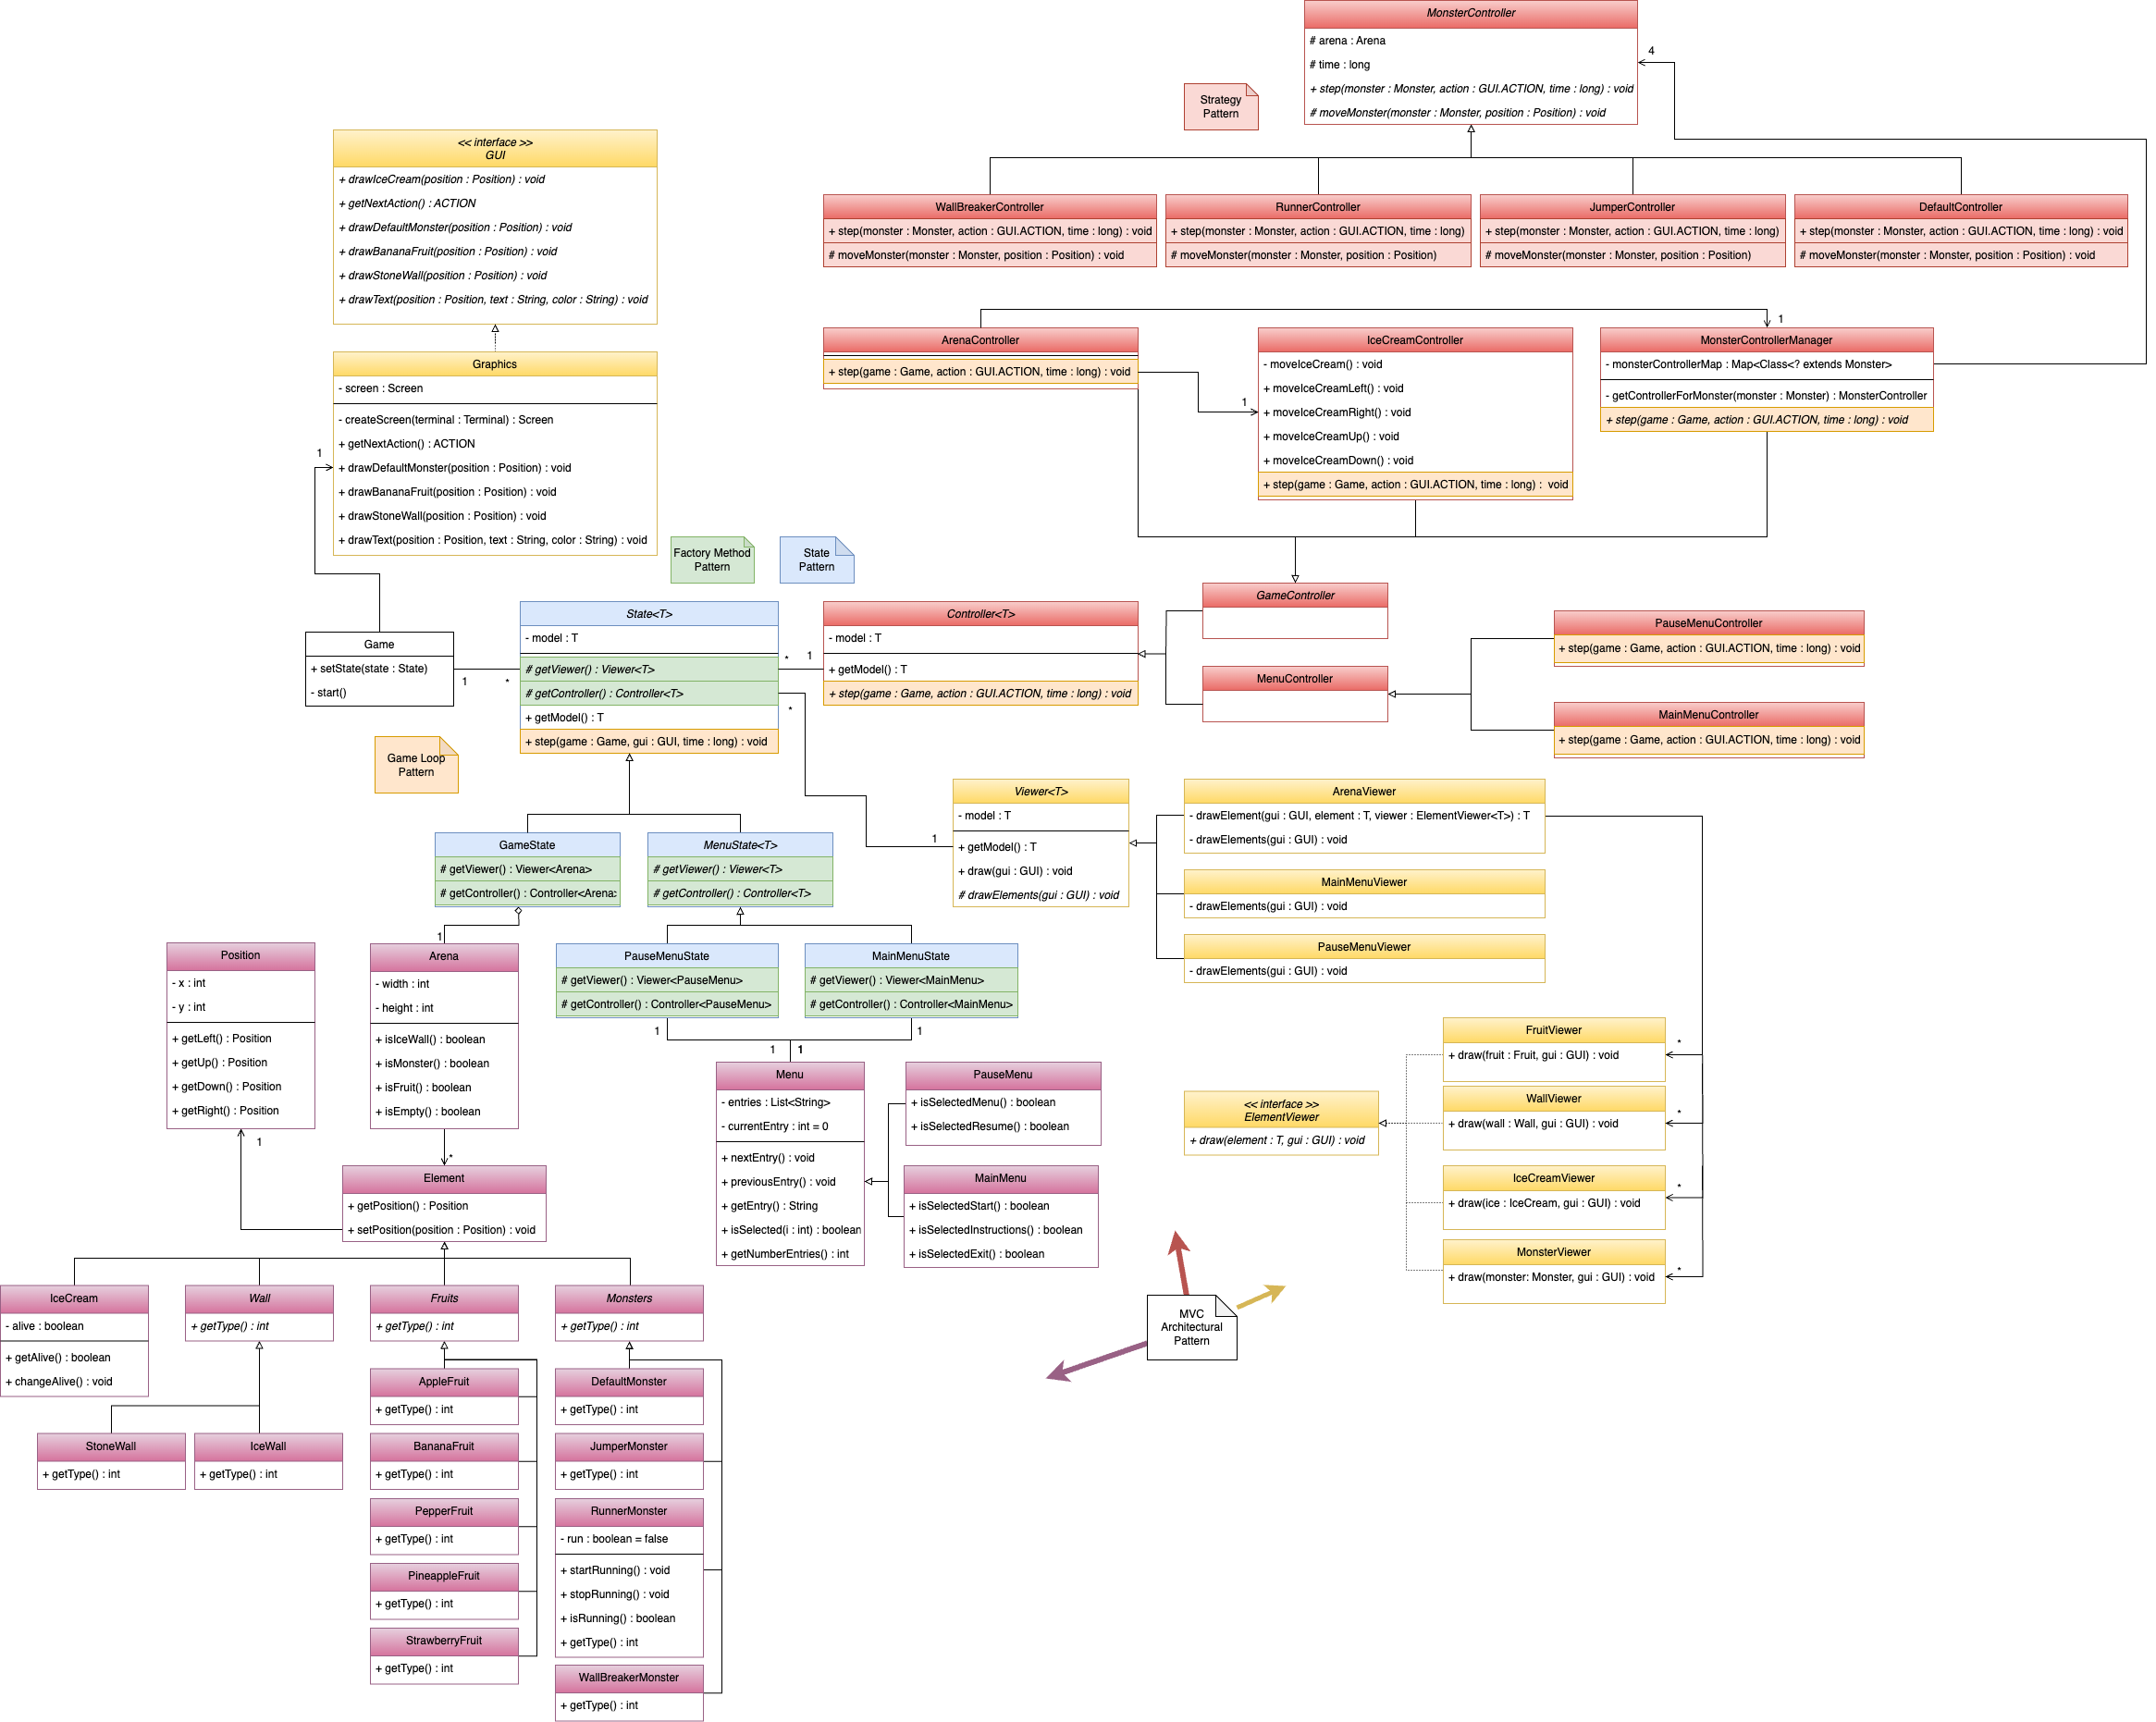 MonsterController
# arena : Arena
# time : long
+ step(monster : Monster, action : GUI.ACTION, time : long) : void
# moveMonster(monster : Monster, position : Position) : void
4
Strategy
Pattern
WallBreakerController
+ step(monster : Monster, action : GUI.ACTION, time : long) : void
# moveMonster(monster : Monster, position : Position) : void
RunnerController
+ step(monster : Monster, action : GUI.ACTION, time : long)
# moveMonster(monster : Monster, position : Position)
JumperController
+ step(monster : Monster, action : GUI.ACTION, time : long)
# moveMonster(monster : Monster, position : Position)
DefaultController
+ step(monster : Monster, action : GUI.ACTION, time : long) : void
# moveMonster(monster : Monster, position : Position) : void
<< interface >>
GUI
+ drawIceCream(position : Position) : void
+ getNextAction() : ACTION
+ drawDefaultMonster(position : Position) : void
+ drawBananaFruit(position : Position) : void
+ drawStoneWall(position : Position) : void
+ drawText(position : Position, text : String, color : String) : void
Graphics
- screen : Screen
- createScreen(terminal : Terminal) : Screen
+ getNextAction() : ACTION
+ drawDefaultMonster(position : Position) : void
+ drawBananaFruit(position : Position) : void
+ drawStoneWall(position : Position) : void
+ drawText(position : Position, text : String, color : String) : void
1
ArenaController
+ step(game : Game, action : GUI.ACTION, time : long) : void
1
IceCreamController
- moveIceCream() : void
+ moveIceCreamLeft() : void
+ moveIceCreamRight() : void
+ moveIceCreamUp() : void
+ moveIceCreamDown() : void
+ step(game : Game, action : GUI.ACTION, time : long) : void
1
MonsterControllerManager
- monsterControllerMap : Map<Class<? extends Monster>
- getControllerForMonster(monster : Monster) : MonsterController
+ step(game : Game, action : GUI.ACTION, time : long) : void
Factory Method
Pattern
State
Pattern
Game
+ setState(state : State)
- start()
1
*
State<T>
- model : T
# getViewer() : Viewer<T>
# getController() : Controller<T>
+ getModel() : T
+ step(game : Game, gui : GUI, time : long) : void
*
1
*
Controller<T>
- model : T
+ getModel() : T
+ step(game : Game, action : GUI.ACTION, time : long) : void
GameController
MenuController
PauseMenuController
+ step(game : Game, action : GUI.ACTION, time : long) : void
MainMenuController
+ step(game : Game, action : GUI.ACTION, time : long) : void
Game Loop
Pattern
Viewer<T>
- model : T
+ getModel() : T
+ draw(gui : GUI) : void
# drawElements(gui : GUI) : void
1
ArenaViewer
- drawElement(gui : GUI, element : T, viewer : ElementViewer<T>) : T
- drawElements(gui : GUI) : void
MainMenuViewer
- drawElements(gui : GUI) : void
PauseMenuViewer
- drawElements(gui : GUI) : void
GameState
# getViewer() : Viewer<Arena>
# getController() : Controller<Arena>
MenuState<T>
# getViewer() : Viewer<T>
# getController() : Controller<T>
1
Position
- x : int
- y : int
+ getLeft() : Position
+ getUp() : Position
+ getDown() : Position
+ getRight() : Position
1
Arena
- width : int
- height : int
+ isIceWall() : boolean
+ isMonster() : boolean
+ isFruit() : boolean
+ isEmpty() : boolean
*
PauseMenuState
# getViewer() : Viewer<PauseMenu>
# getController() : Controller<PauseMenu>
MainMenuState
# getViewer() : Viewer<MainMenu>
# getController() : Controller<MainMenu>
1
1
1
1
Menu
- entries : List<String>
- currentEntry : int = 0
+ nextEntry() : void
+ previousEntry() : void
+ getEntry() : String
+ isSelected(i : int) : boolean
+ getNumberEntries() : int
PauseMenu
+ isSelectedMenu() : boolean
+ isSelectedResume() : boolean
MainMenu
+ isSelectedStart() : boolean
+ isSelectedInstructions() : boolean
+ isSelectedExit() : boolean
<< interface >>
ElementViewer
+ draw(element : T, gui : GUI) : void
FruitViewer
+ draw(fruit : Fruit, gui : GUI) : void
*
WallViewer
+ draw(wall : Wall, gui : GUI) : void
*
IceCreamViewer
+ draw(ice : IceCream, gui : GUI) : void
*
MonsterViewer
+ draw(monster: Monster, gui : GUI) : void
*
Element
+ getPosition() : Position
+ setPosition(position : Position) : void
MVC
Architectural
Pattern
IceCream
- alive : boolean
+ getAlive() : boolean
+ changeAlive() : void
Wall
+ getType() : int
Fruits
+ getType() : int
Monsters
+ getType() : int
StoneWall
+ getType() : int
IceWall
+ getType() : int
AppleFruit
+ getType() : int
BananaFruit
+ getType() : int
PepperFruit
+ getType() : int
PineappleFruit
+ getType() : int
StrawberryFruit
+ getType() : int
DefaultMonster
+ getType() : int
JumperMonster
+ getType() : int
RunnerMonster
- run : boolean = false
+ startRunning() : void
+ stopRunning() : void
+ isRunning() : boolean
+ getType() : int
WallBreakerMonster
+ getType() : int